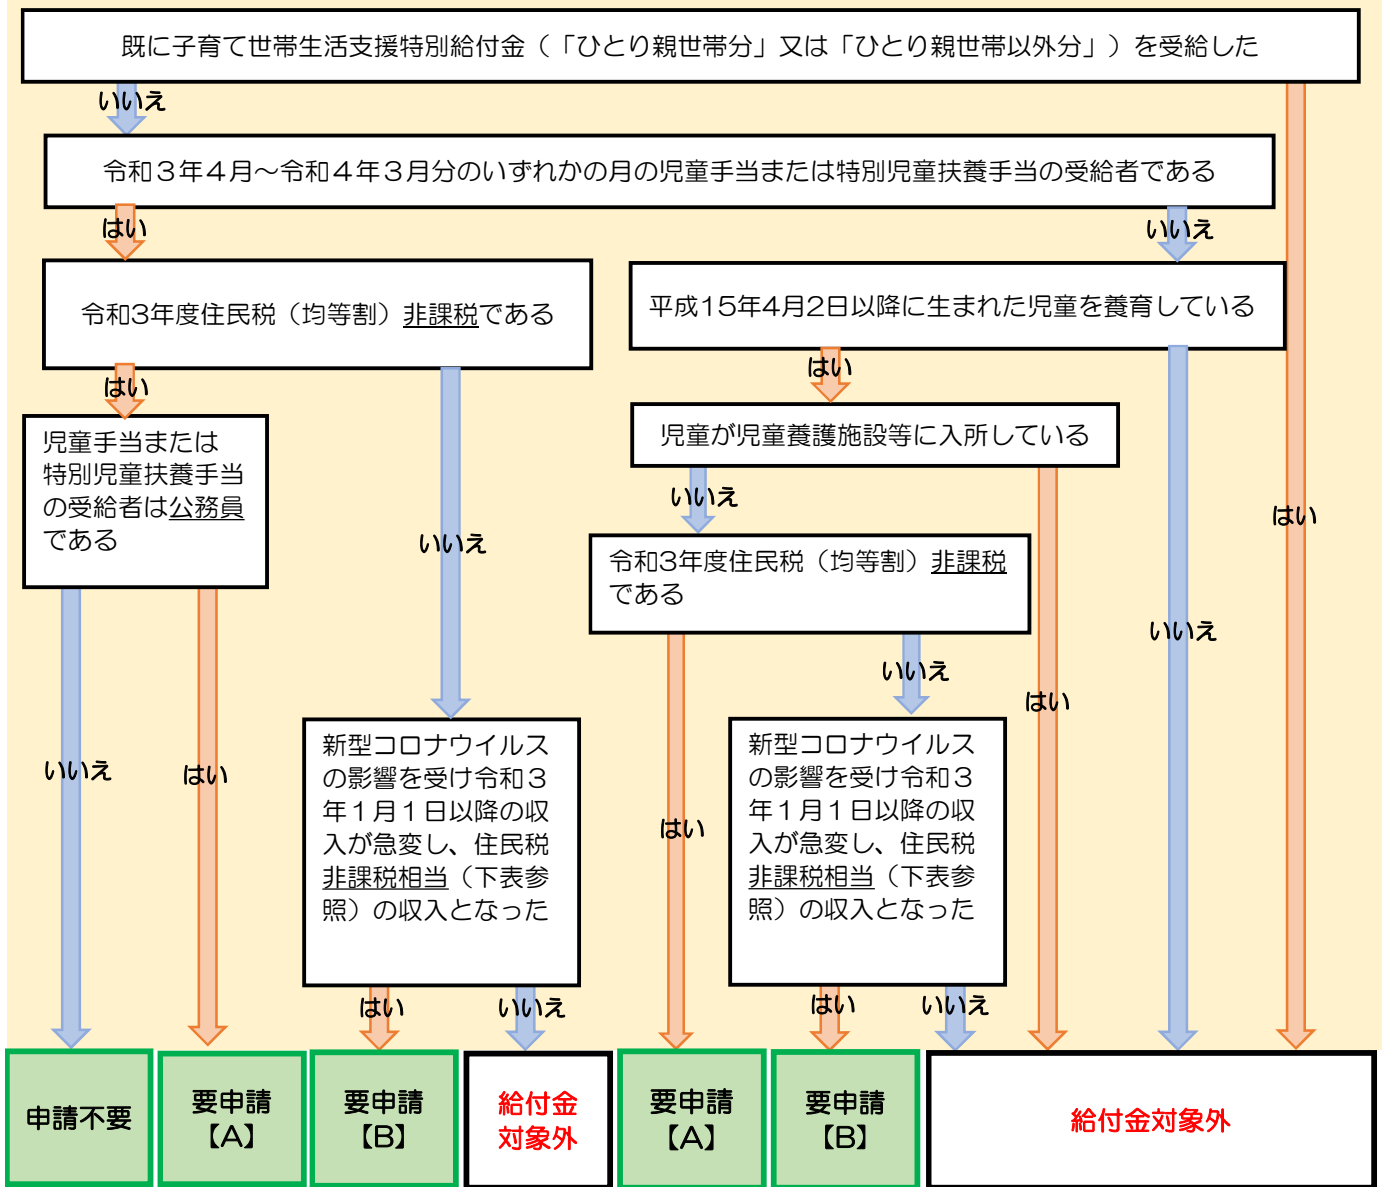 既に子育て世帯生活支援特別給付金（「ひとり親世帯分」又は「ひとり親世帯以外分」）を受給した
いいえ
令和３年４月～令和４年３月分のいずれかの月の児童手当または特別児童扶養手当の受給者である
はい
いいえ
令和3年度住民税（均等割）非課税である
平成15年4月2日以降に生まれた児童を養育している
はい
はい
児童手当または
特別児童扶養手当
の受給者は公務員
である
児童が児童養護施設等に入所している
いいえ
はい
いいえ
令和3年度住民税（均等割）非課税
である
いいえ
いいえ
はい
いいえ
はい
新型コロナウイルス
の影響を受け令和３
年１月１日以降の収
入が急変し、住民税
非課税相当（下表参
照）の収入となった
はい
新型コロナウイルス
の影響を受け令和３
年１月１日以降の収
入が急変し、住民税
非課税相当（下表参
照）の収入となった
はい
いいえ
はい
いいえ
申請不要
要申請
【A】
要申請
【B】
給付金
対象外
要申請
【A】
要申請
【B】
給付金対象外